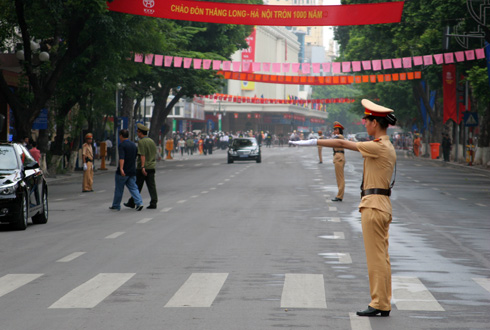 CHÀO ĐÓN THĂNG LONG - HÀ NỘI TRÒN 1000 NĂM